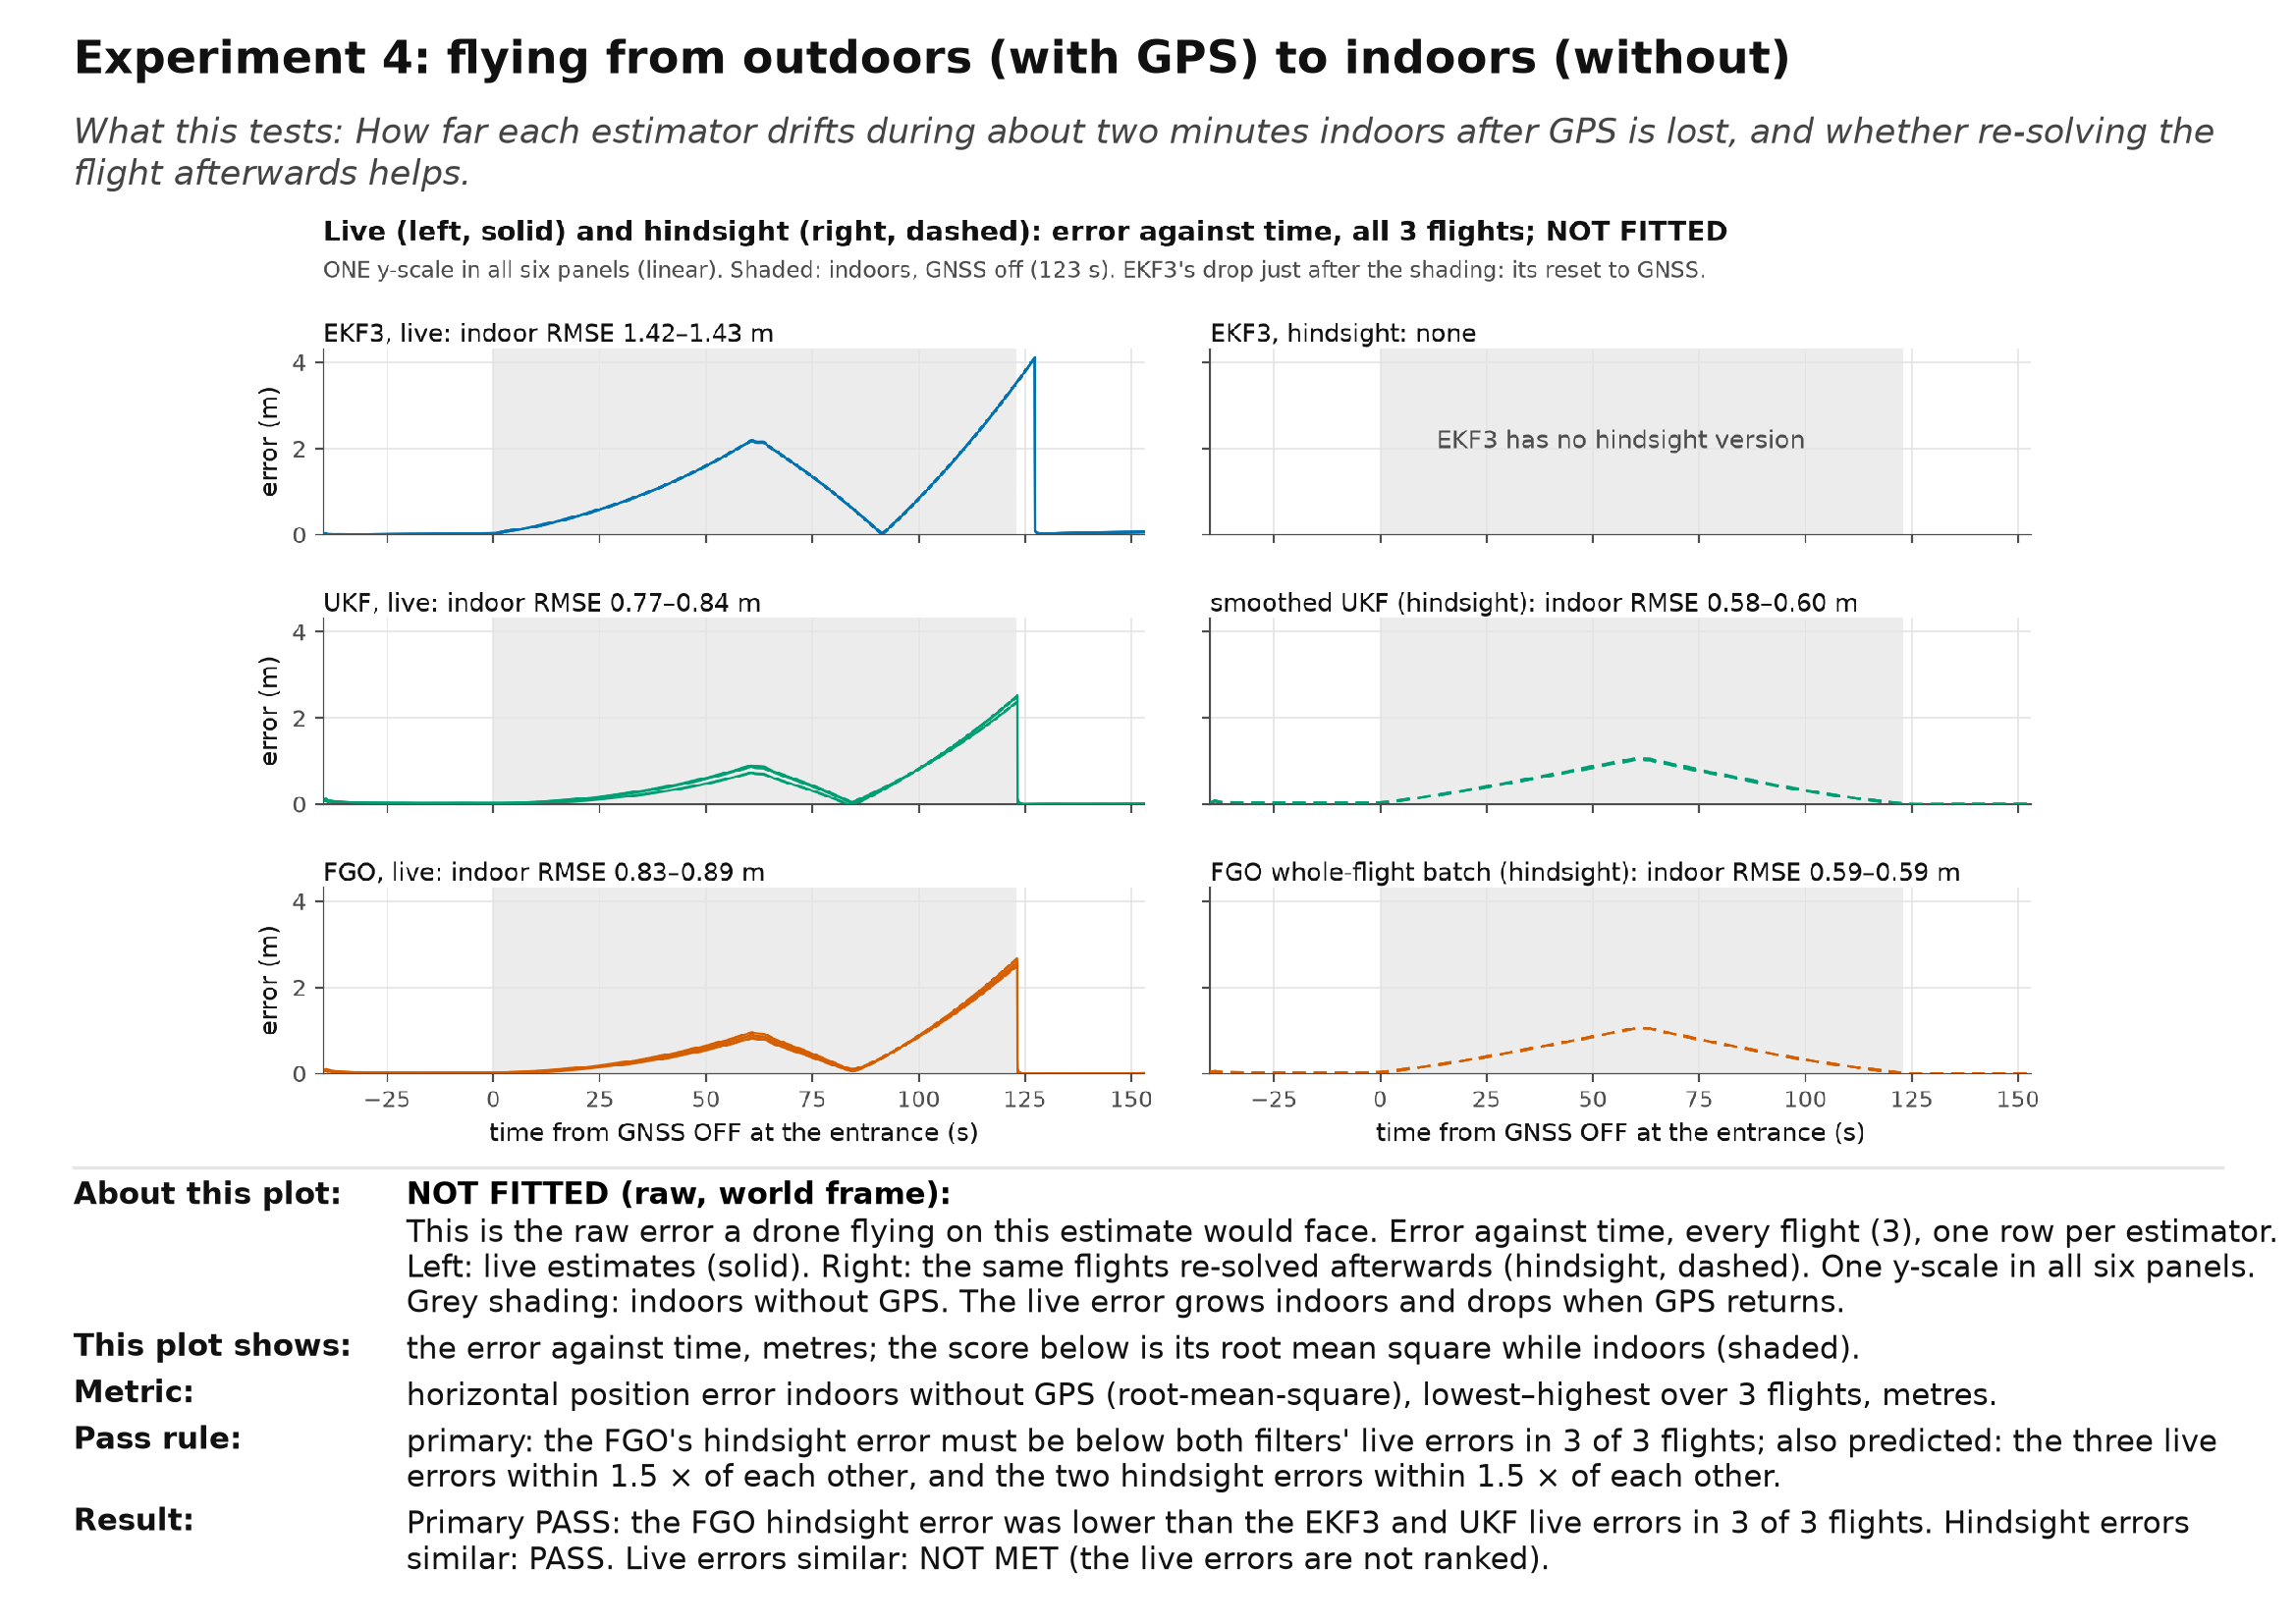 Experiment 4: flying from outdoors (with GPS) to indoors (without)
What this tests: How far each estimator drifts during about two minutes indoors after GPS is lost, and whether re-solving the
flight afterwards helps.
Live (left, solid) and hindsight (right, dashed): error against time, all 3 flights; NOT FITTED
ONE y-scale in all six panels (linear). Shaded: indoors, GNSS off (123 s). EKF3's drop just after the shading: its reset to GNSS.
EKF3, live: indoor RMSE 1.42–1.43 m
error (m)
4
2
0
EKF3, hindsight: none
EKF3 has no hindsight version
UKF, live: indoor RMSE 0.77–0.84 m
error (m)
4
2
0
smoothed UKF (hindsight): indoor RMSE 0.58–0.60 m
FGO, live: indoor RMSE 0.83–0.89 m
error (m)
4
2
0
−25 0 25 50 75 100 125 150
time from GNSS OFF at the entrance (s)
FGO whole-flight batch (hindsight): indoor RMSE 0.59–0.59 m
−25 0 25 50 75 100 125 150
time from GNSS OFF at the entrance (s)
About this plot: NOT FITTED (raw, world frame):
This is the raw error a drone flying on this estimate would face. Error against time, every flight (3), one row per estimator.
Left: live estimates (solid). Right: the same flights re-solved afterwards (hindsight, dashed). One y-scale in all six panels.
Grey shading: indoors without GPS. The live error grows indoors and drops when GPS returns.
This plot shows: the error against time, metres; the score below is its root mean square while indoors (shaded).
Metric: horizontal position error indoors without GPS (root-mean-square), lowest–highest over 3 flights, metres.
Pass rule: primary: the FGO's hindsight error must be below both filters' live errors in 3 of 3 flights; also predicted: the three live
errors within 1.5 × of each other, and the two hindsight errors within 1.5 × of each other.
Result: Primary PASS: the FGO hindsight error was lower than the EKF3 and UKF live errors in 3 of 3 flights. Hindsight errors
similar: PASS. Live errors similar: NOT MET (the live errors are not ranked).